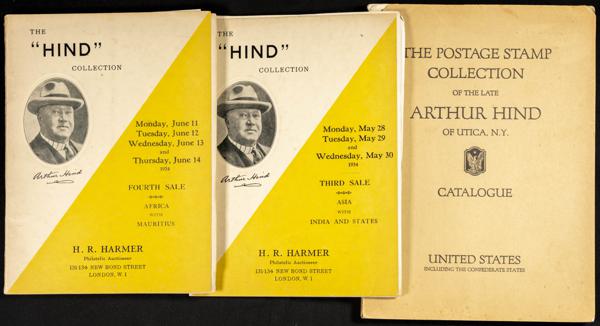 THE
"HIND"
COLLECTION
Monday, June 11
Tuesday, June 12
Wednesday, June 13
and
Thursday, June 14
1934
Arthur Hind
FOURTH SALE
AFRICA
WITH
MAURITIUS
H. R. HARMER
Philatelic Auctioneer
131-134 NEW BOND STREET
LONDON, W. 1
THE
"HIND"
COLLECTION
Monday, May 28
Tuesday, May 29
and
Wednesday, May 30
1934
Arthur Hind
THIRD SALE
ASIA
WITH
INDIA AND STATES
H. R. HARMER
Philatelic Auctioneer
131-134 NEW BOND STREET
LONDON, W. 1
THE POSTAGE STAMP
COLLECTION
OF THE LATE
ARTHUR HIND
OF UTICA, N.Y.
CATALOGUE
UNITED STATES
INCLUDING THE CONFEDERATE STATES